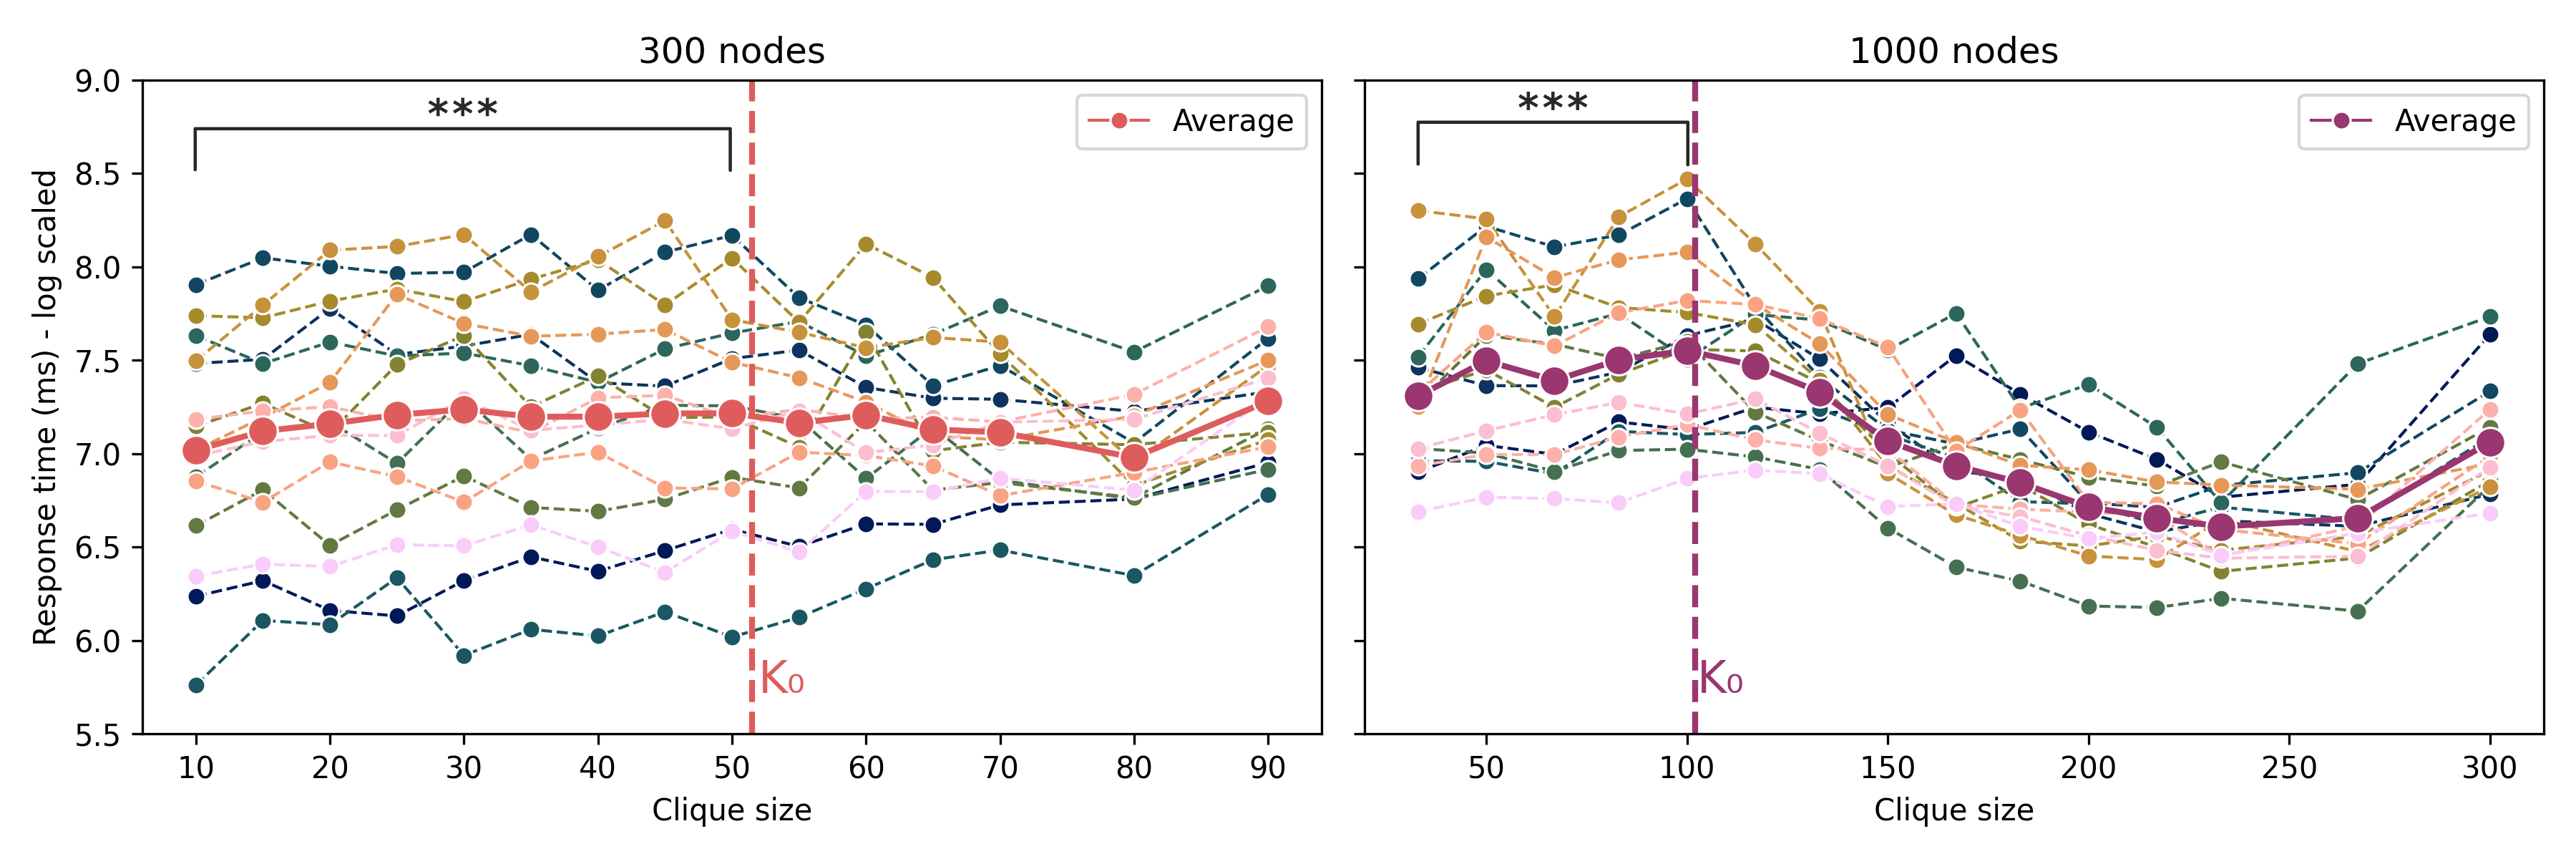 300 nodes
1000 nodes
9.0
8.5
8.0
7.5
7.0
6.5
6.0
5.5
Response time (ms) - log scaled
***
Average
K₀
10 20 30 40 50 60 70 80 90
Clique size
***
Average
K₀
50 100 150 200 250 300
Clique size